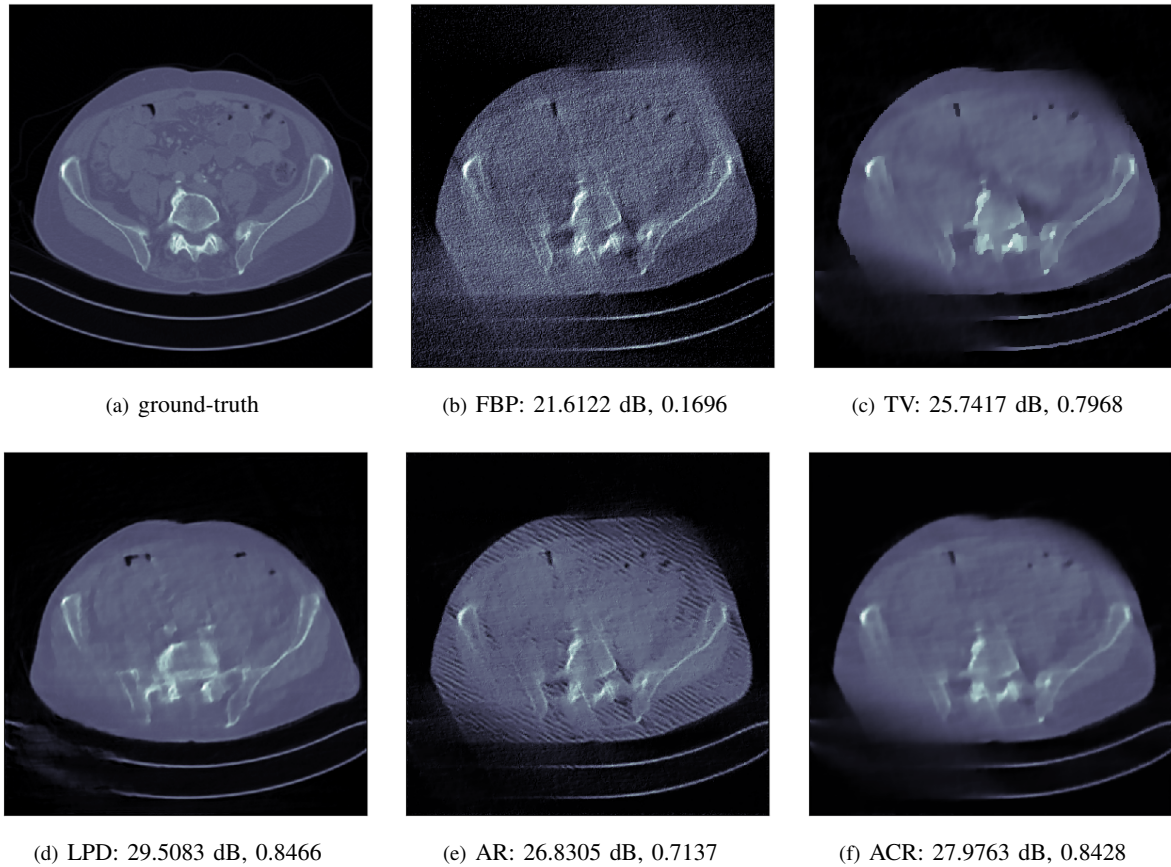 (a) ground-truth
(b) FBP: 21.6122 dB, 0.1696
(c) TV: 25.7417 dB, 0.7968
(d) LPD: 29.5083 dB, 0.8466
(e) AR: 26.8305 dB, 0.7137
(f) ACR: 27.9763 dB, 0.8428